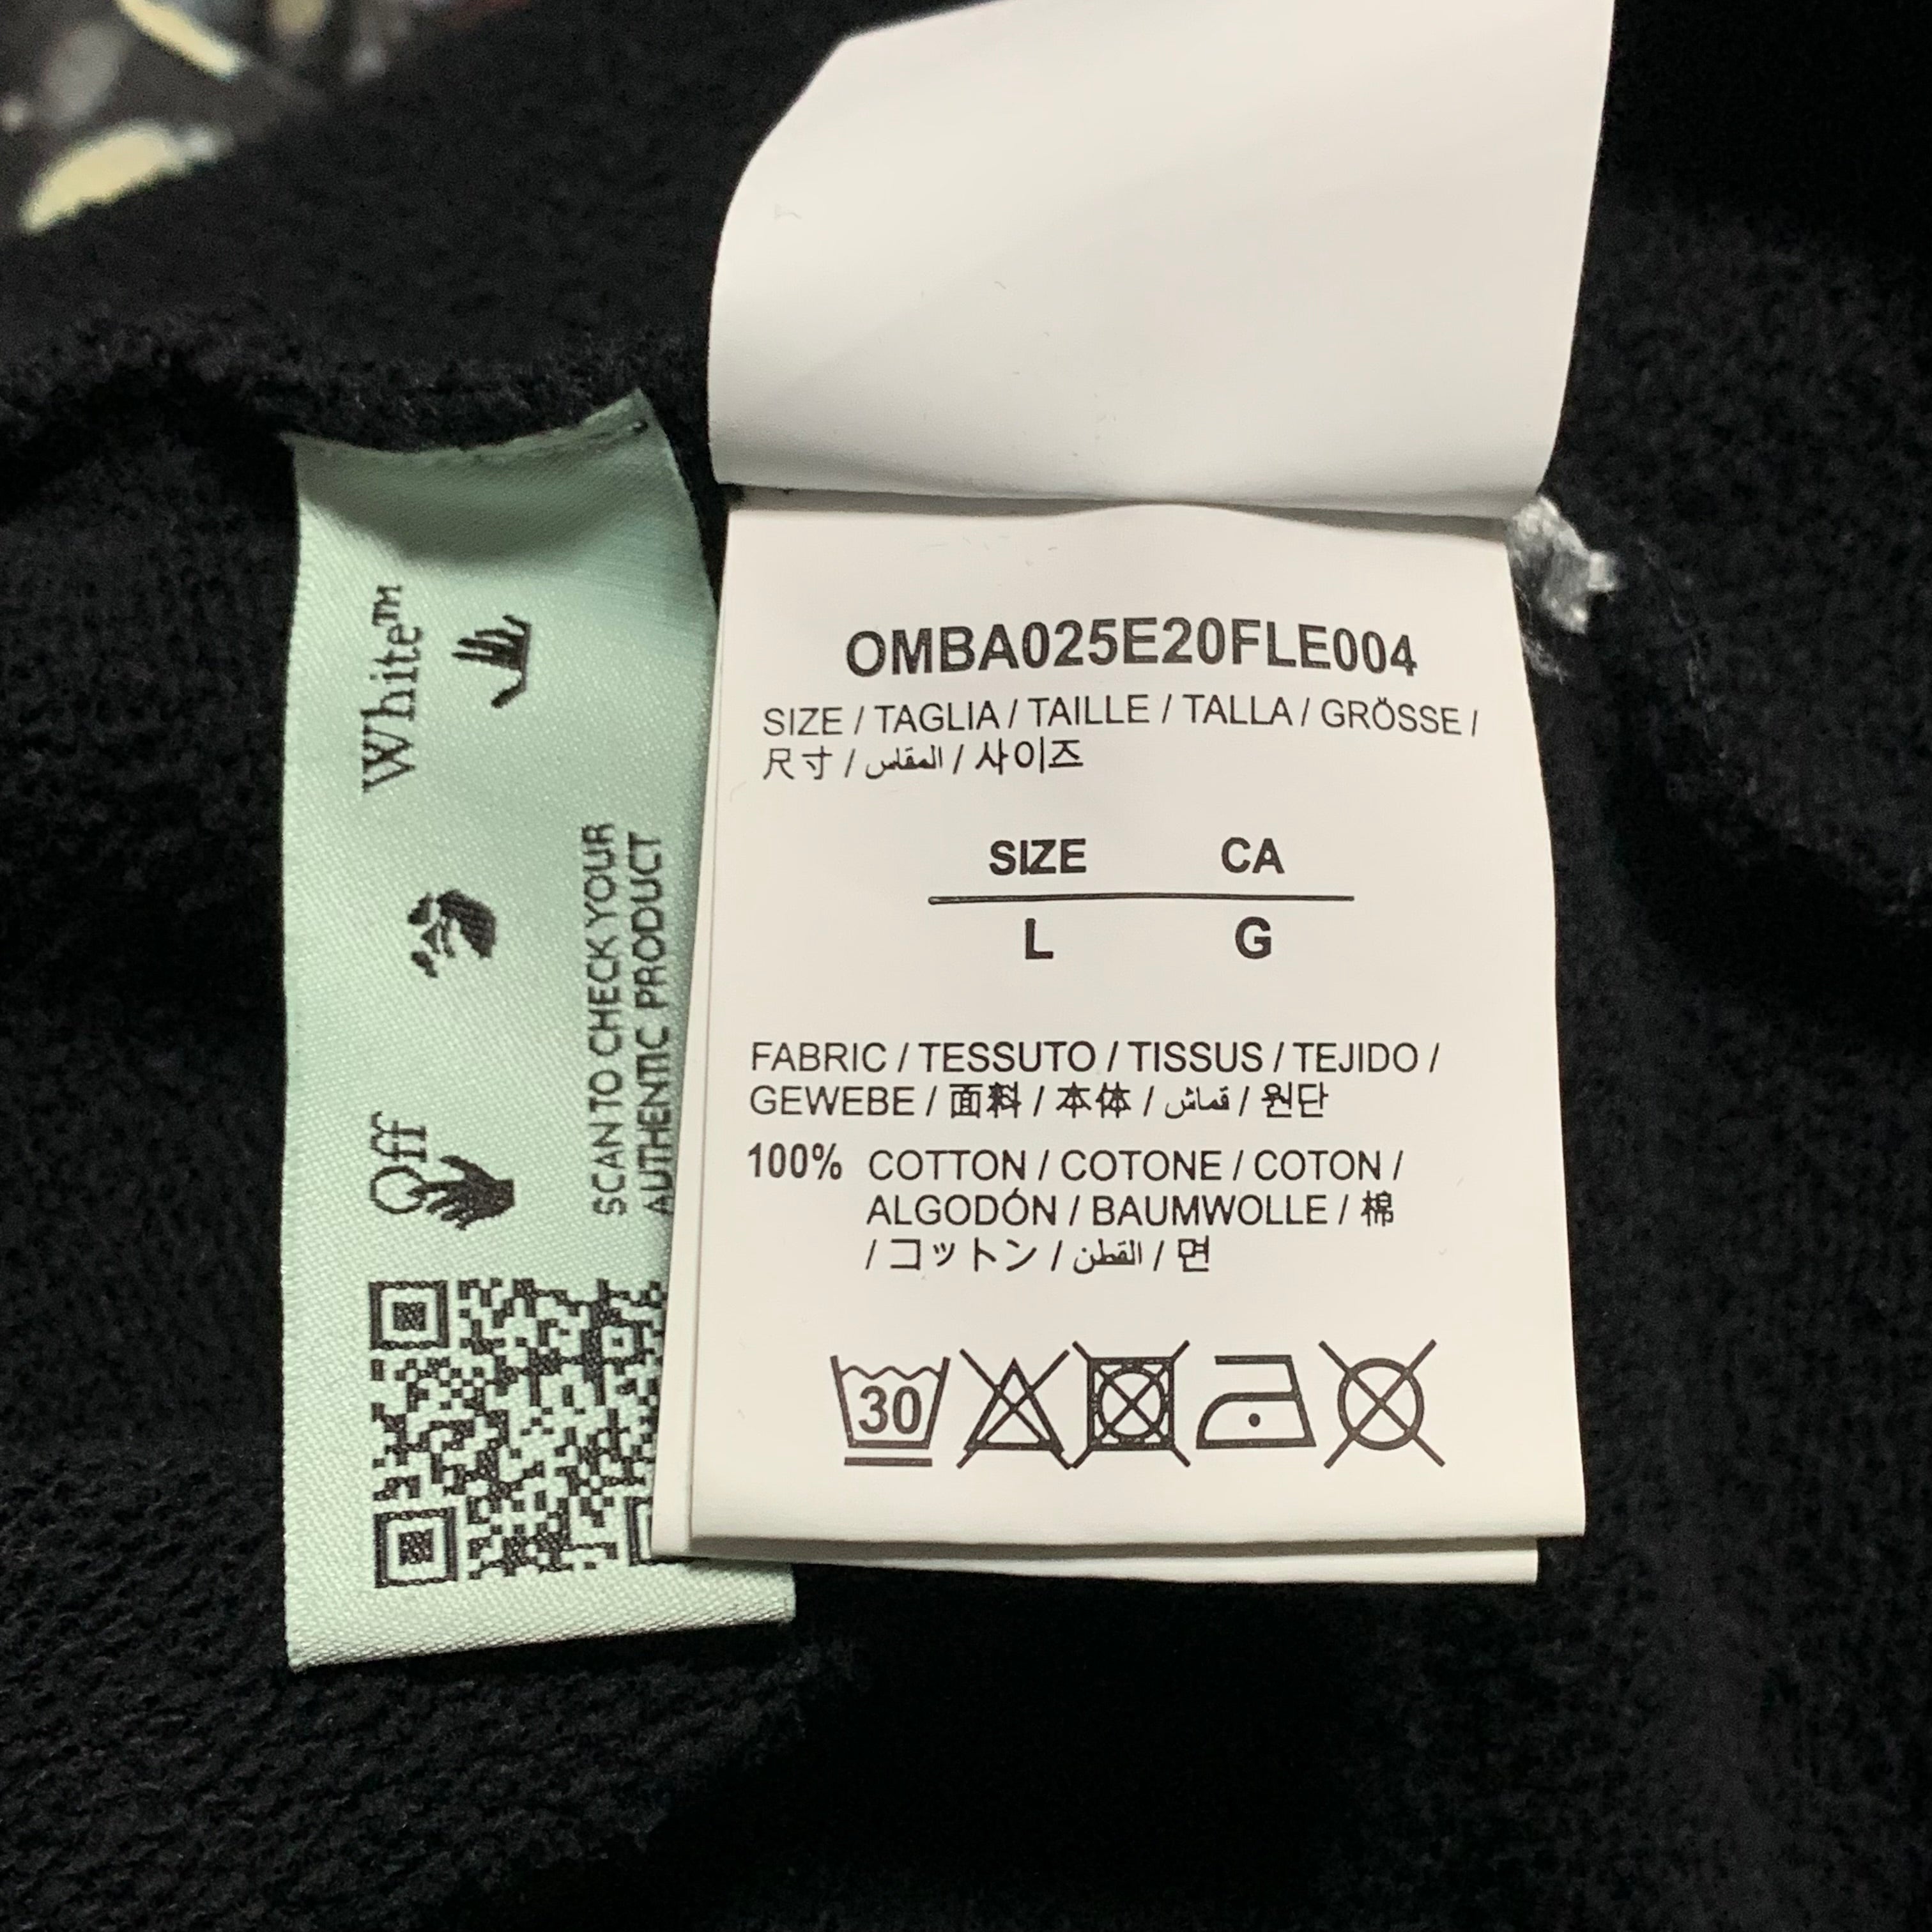 Off White™
SCAN TO CHECK YOUR
AUTHENTIC PRODUCT
OMBA025E20FLE004
SIZE / TAGLIA / TAILLE / TALLA / GRÖSSE /
尺寸 / المقاس / 사이즈
SIZE CA
L G
FABRIC / TESSUTO / TISSUS / TEJIDO /
GEWEBE / 面料 / 本体 / قماش / 원단
100% COTTON / COTONE / COTON /
ALGODÓN / BAUMWOLLE / 棉
/ コットン / القطن / 면
30